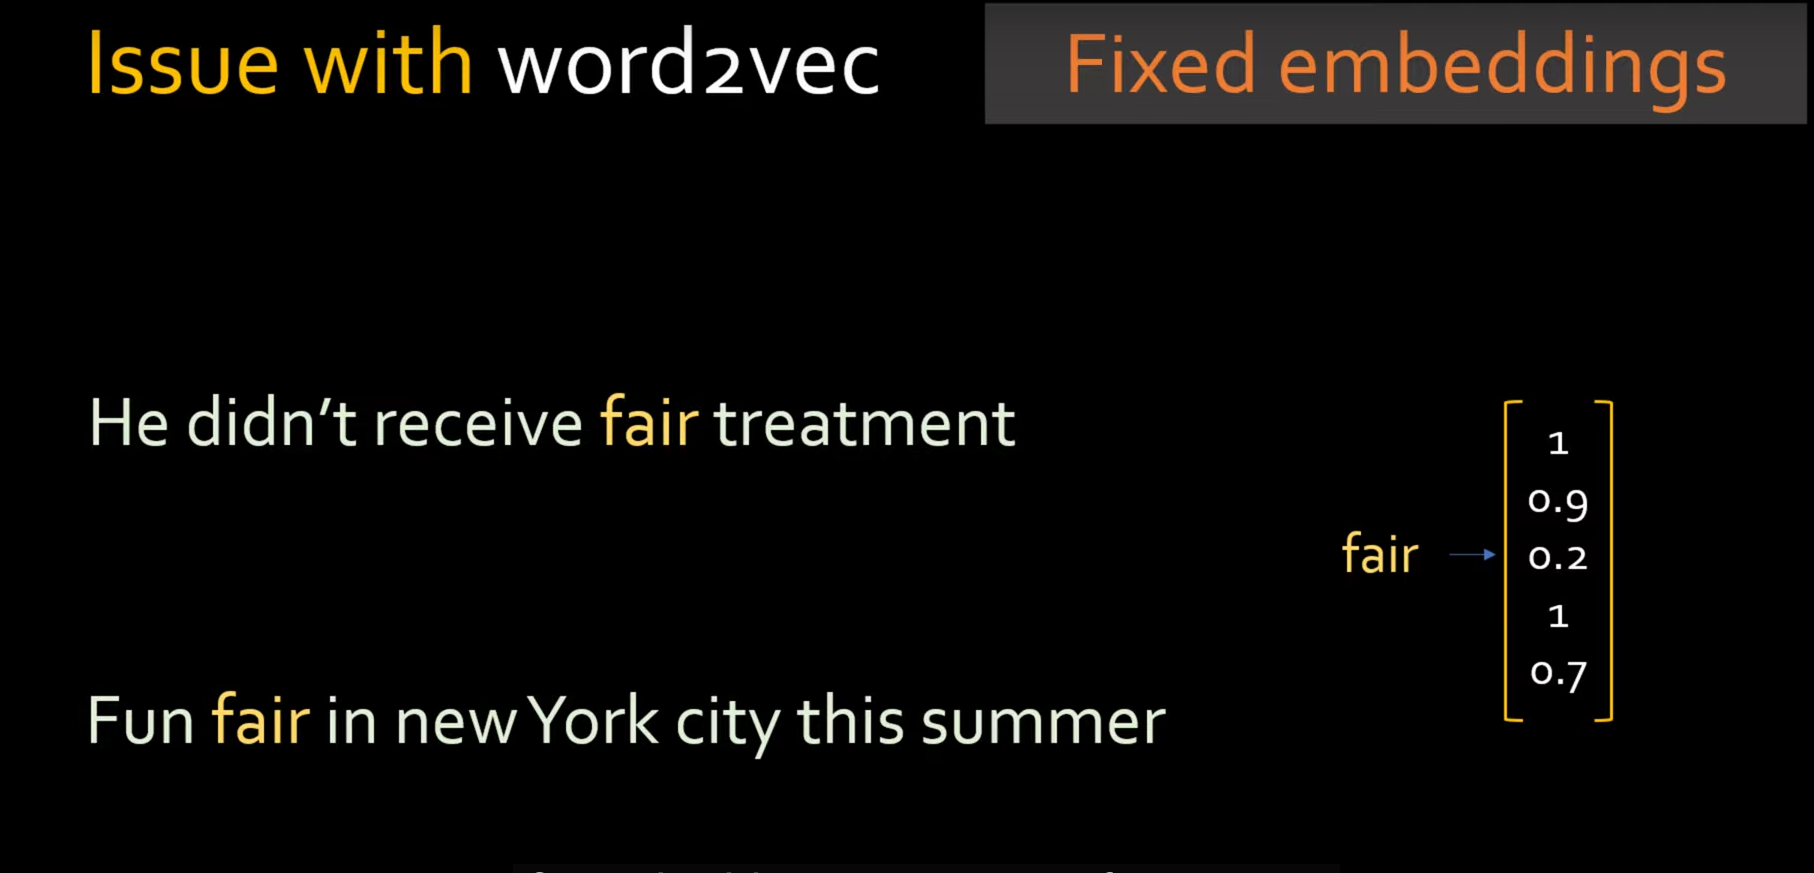 Issue with word2vec
Fixed embeddings
He didn’t receive fair treatment
fair
1
0.9
0.2
1
0.7
Fun fair in new York city this summer